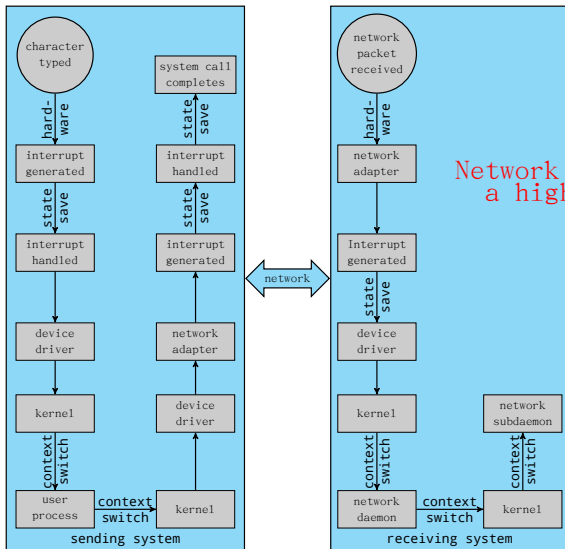 character
typed
hard-
ware
interrupt
generated
state
save
interrupt
handled
device
driver
kernel
context
switch
user
process
context
switch
kernel
device
driver
network
adapter
interrupt
generated
state
save
interrupt
handled
state
save
system call
completes
sending system
network
network
packet
received
hard-
ware
network
adapter
Interrupt
generated
state
save
device
driver
kernel
context
switch
network
daemon
context
switch
kernel
context
switch
network
subdaemon
receiving system
Network
a high